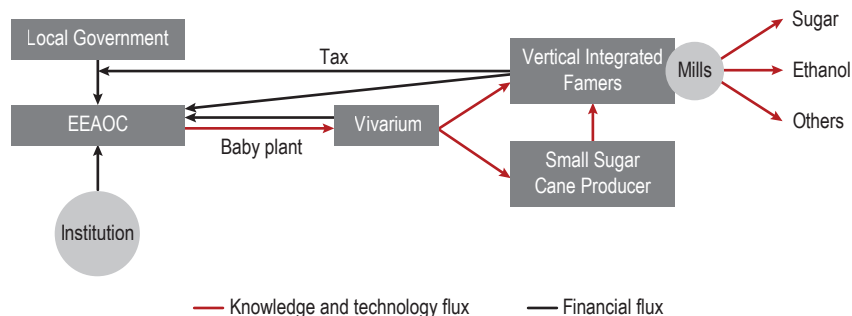 Local Government
Tax
Vertical Integrated
Famers
Mills
Sugar
Ethanol
Others
EEAOC
Baby plant
Vivarium
Small Sugar
Cane Producer
Institution
Knowledge and technology flux
Financial flux